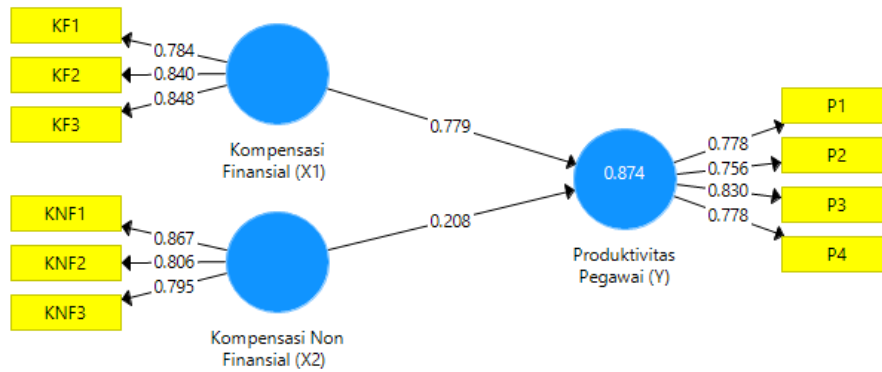 KF1
0.784
KF2
0.840
0.848
KF3
Kompensasi
Finansial (X1)
0.779
KNF1
0.867
KNF2
0.806
0.795
KNF3
Kompensasi Non
Finansial (X2)
0.208
0.874
Produktivitas
Pegawai (Y)
P1
0.778
P2
0.756
0.830
P3
0.778
P4